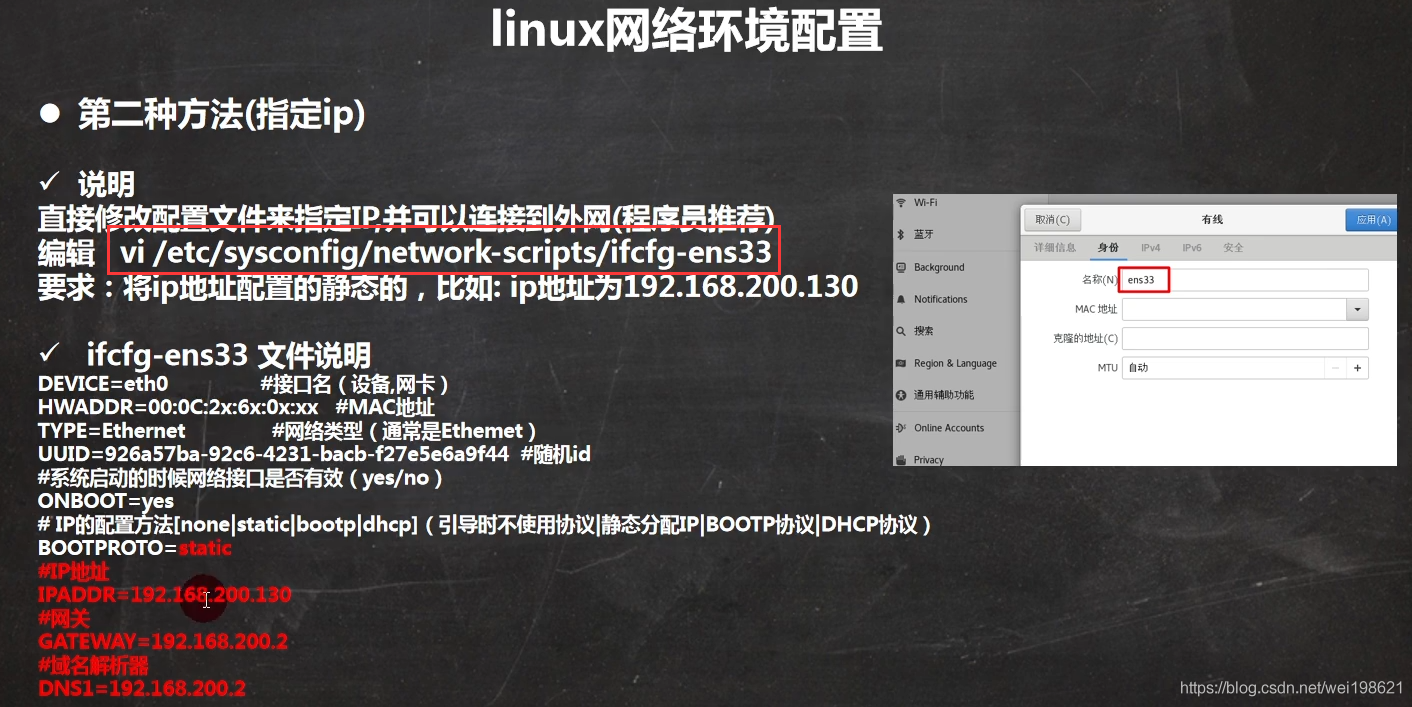 linux网络环境配置
● 第二种方法(指定ip)
✓ 说明
直接修改配置文件来指定IP,并可以连接到外网(程序员推荐)
编辑 vi /etc/sysconfig/network-scripts/ifcfg-ens33
要求：将ip地址配置的静态的，比如: ip地址为192.168.200.130
✓ ifcfg-ens33 文件说明
DEVICE=eth0 #接口名（设备,网卡）
HWADDR=00:0C:2x:6x:0x:xx #MAC地址
TYPE=Ethernet #网络类型（通常是Ethemet）
UUID=926a57ba-92c6-4231-bacb-f27e5e6a9f44 #随机id
#系统启动的时候网络接口是否有效（yes/no）
ONBOOT=yes
# IP的配置方法[none|static|bootp|dhcp]（引导时不使用协议|静态分配IP|BOOTP协议|DHCP协议）
BOOTPROTO=static
#IP地址
IPADDR=192.168.200.130
#网关
GATEWAY=192.168.200.2
#域名解析器
DNS1=192.168.200.2
Wi-Fi
蓝牙
Background
Notifications
搜索
Region & Language
通用辅助功能
Online Accounts
Privacy
取消(C) 有线 应用(A)
详细信息 身份 IPv4 IPv6 安全
名称(N) ens33
MAC 地址
克隆的地址(C)
MTU 自动 − +
https://blog.csdn.net/wei198621